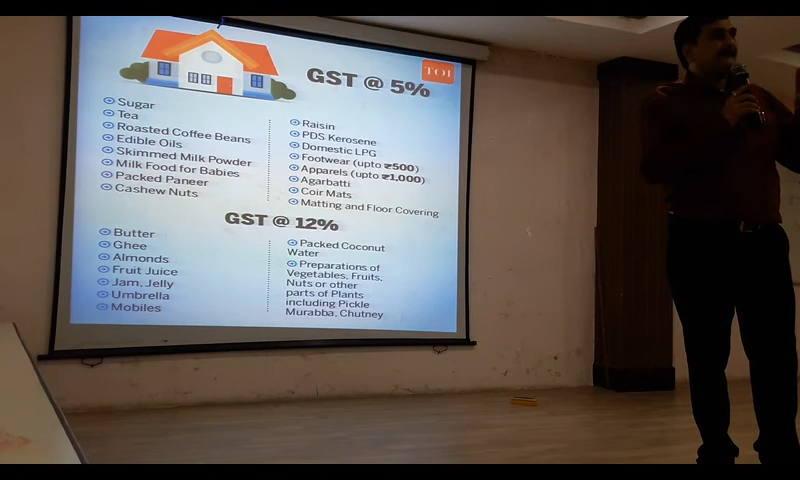 TOI
GST @ 5%
Sugar
Tea
Roasted Coffee Beans
Edible Oils
Skimmed Milk Powder
Milk Food for Babies
Packed Paneer
Cashew Nuts
Raisin
PDS Kerosene
Domestic LPG
Footwear (upto ₹500)
Apparels (upto ₹1,000)
Agarbatti
Coir Mats
Matting and Floor Covering
GST @ 12%
Butter
Ghee
Almonds
Fruit Juice
Jam, Jelly
Umbrella
Mobiles
Packed Coconut
Water
Preparations of
Vegetables, Fruits,
Nuts or other
parts of Plants
including Pickle
Murabba, Chutney